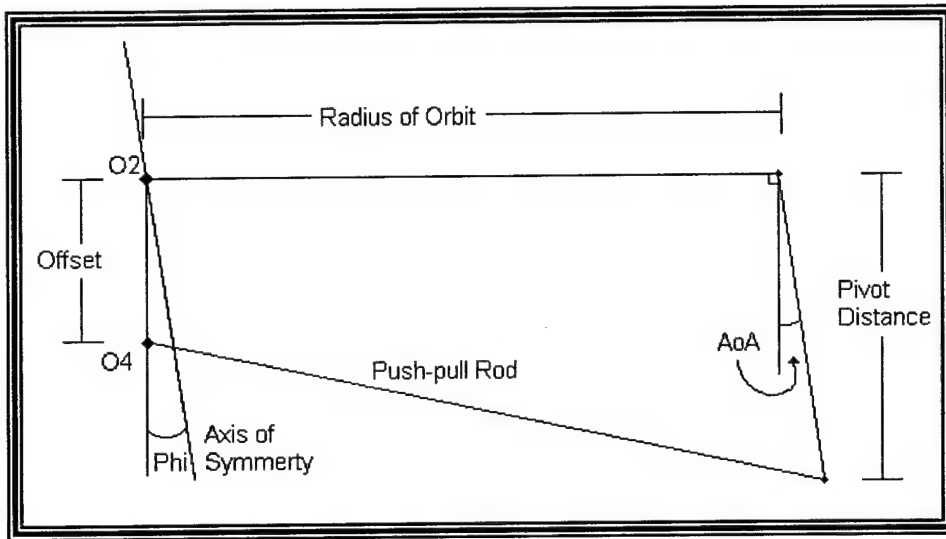 Radius of Orbit
O2
Offset
Pivot
Distance
O4
AoA
Push-pull Rod
Axis of
Phi Symmerty